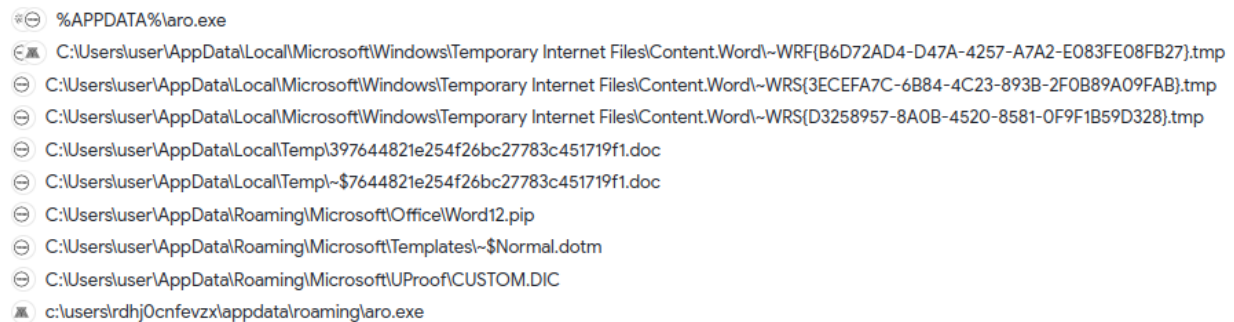 %APPDATA%\aro.exe
C:\Users\user\AppData\Local\Microsoft\Windows\Temporary Internet Files\Content.Word\~WRF{B6D72AD4-D47A-4257-A7A2-E083FE08FB27}.tmp
C:\Users\user\AppData\Local\Microsoft\Windows\Temporary Internet Files\Content.Word\~WRS{3ECEFA7C-6B84-4C23-893B-2F0B89A09FAB}.tmp
C:\Users\user\AppData\Local\Microsoft\Windows\Temporary Internet Files\Content.Word\~WRS{D3258957-8A0B-4520-8581-0F9F1B59D328}.tmp
C:\Users\user\AppData\Local\Temp\397644821e254f26bc27783c451719f1.doc
C:\Users\user\AppData\Local\Temp\~$7644821e254f26bc27783c451719f1.doc
C:\Users\user\AppData\Roaming\Microsoft\Office\Word12.pip
C:\Users\user\AppData\Roaming\Microsoft\Templates\~$Normal.dotm
C:\Users\user\AppData\Roaming\Microsoft\UProof\CUSTOM.DIC
c:\users\rdhj0cnfevzx\appdata\roaming\aro.exe